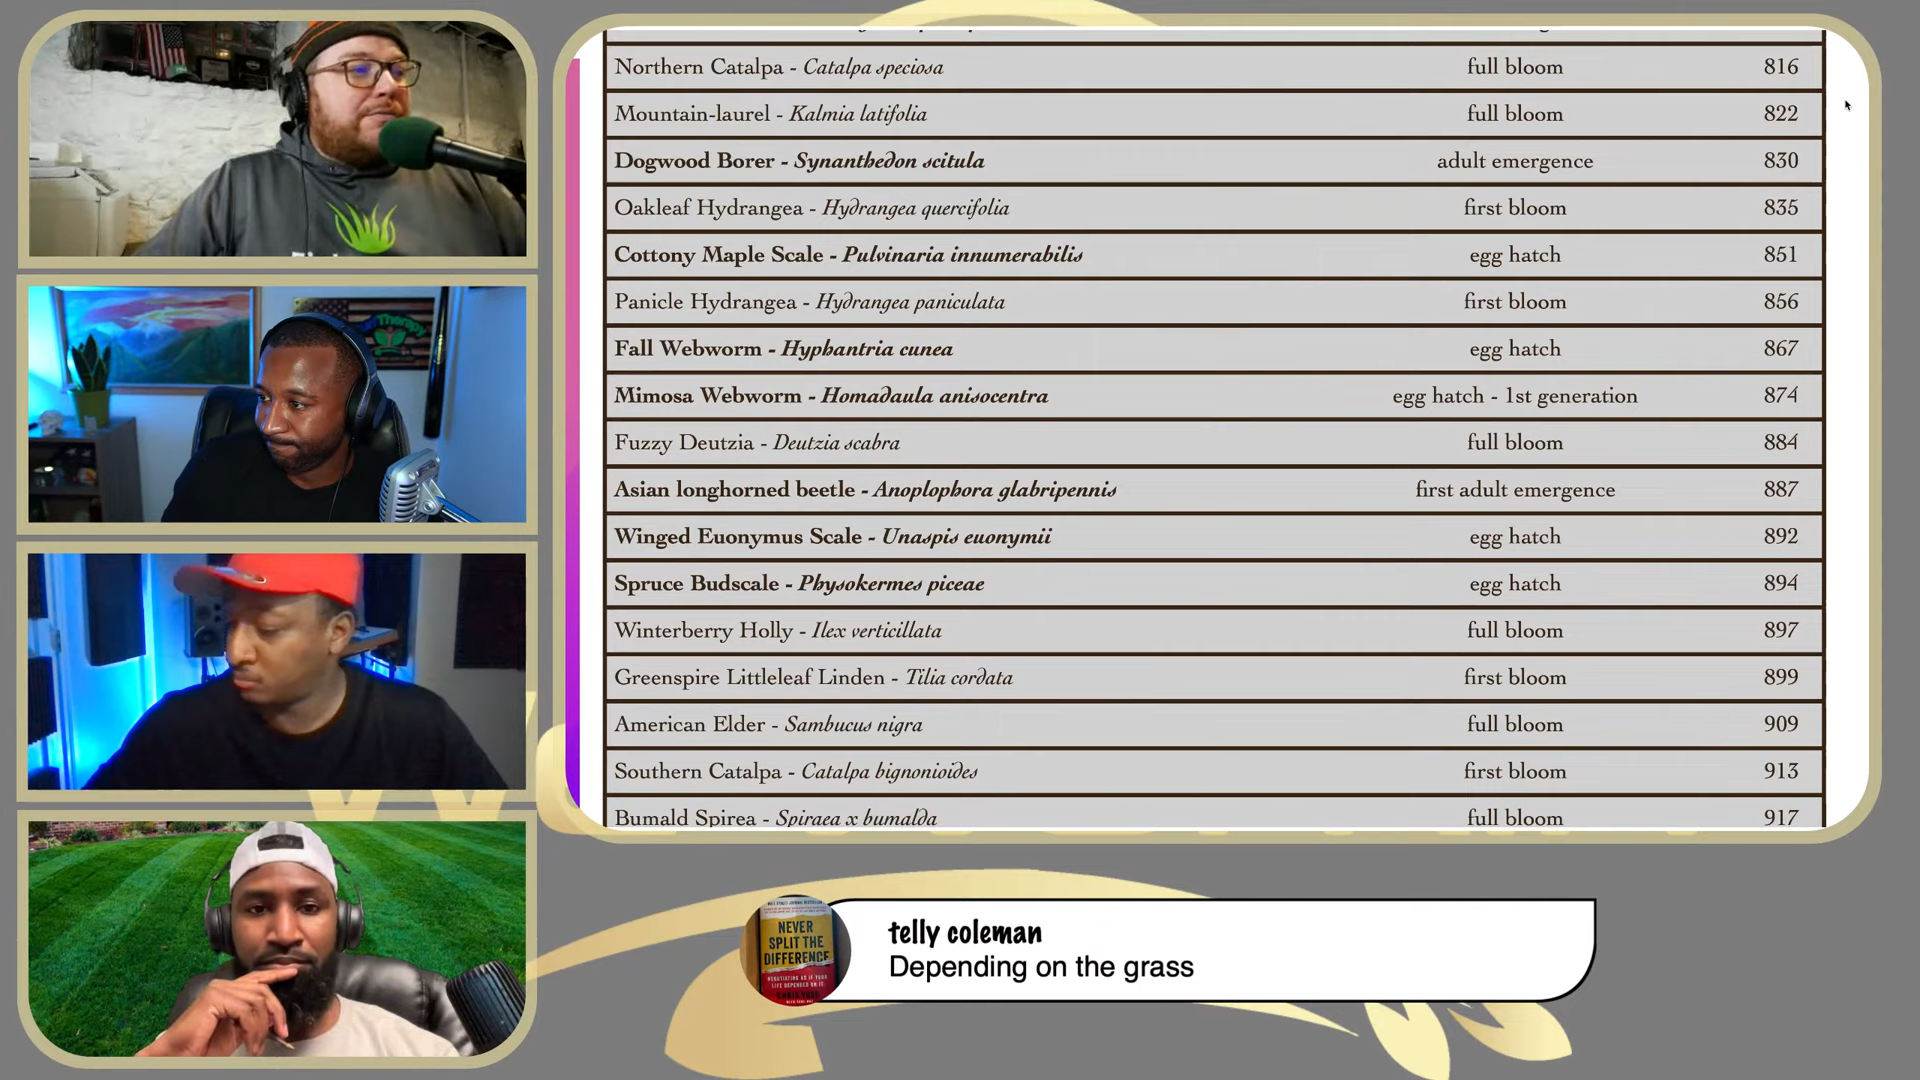 Northern Catalpa - Catalpa speciosa full bloom 816
Mountain-laurel - Kalmia latifolia full bloom 822
Dogwood Borer - Synanthedon scitula adult emergence 830
Oakleaf Hydrangea - Hydrangea quercifolia first bloom 835
Cottony Maple Scale - Pulvinaria innumerabilis egg hatch 851
Panicle Hydrangea - Hydrangea paniculata first bloom 856
Fall Webworm - Hyphantria cunea egg hatch 867
Mimosa Webworm - Homadaula anisocentra egg hatch - 1st generation 874
Fuzzy Deutzia - Deutzia scabra full bloom 884
Asian longhorned beetle - Anoplophora glabripennis first adult emergence 887
Winged Euonymus Scale - Unaspis euonymii egg hatch 892
Spruce Budscale - Physokermes piceae egg hatch 894
Winterberry Holly - Ilex verticillata full bloom 897
Greenspire Littleleaf Linden - Tilia cordata first bloom 899
American Elder - Sambucus nigra full bloom 909
Southern Catalpa - Catalpa bignonioides first bloom 913
Bumald Spirea - Spiraea x bumalda full bloom 917
NEVER
SPLIT THE
DIFFERENCE
telly coleman
Depending on the grass